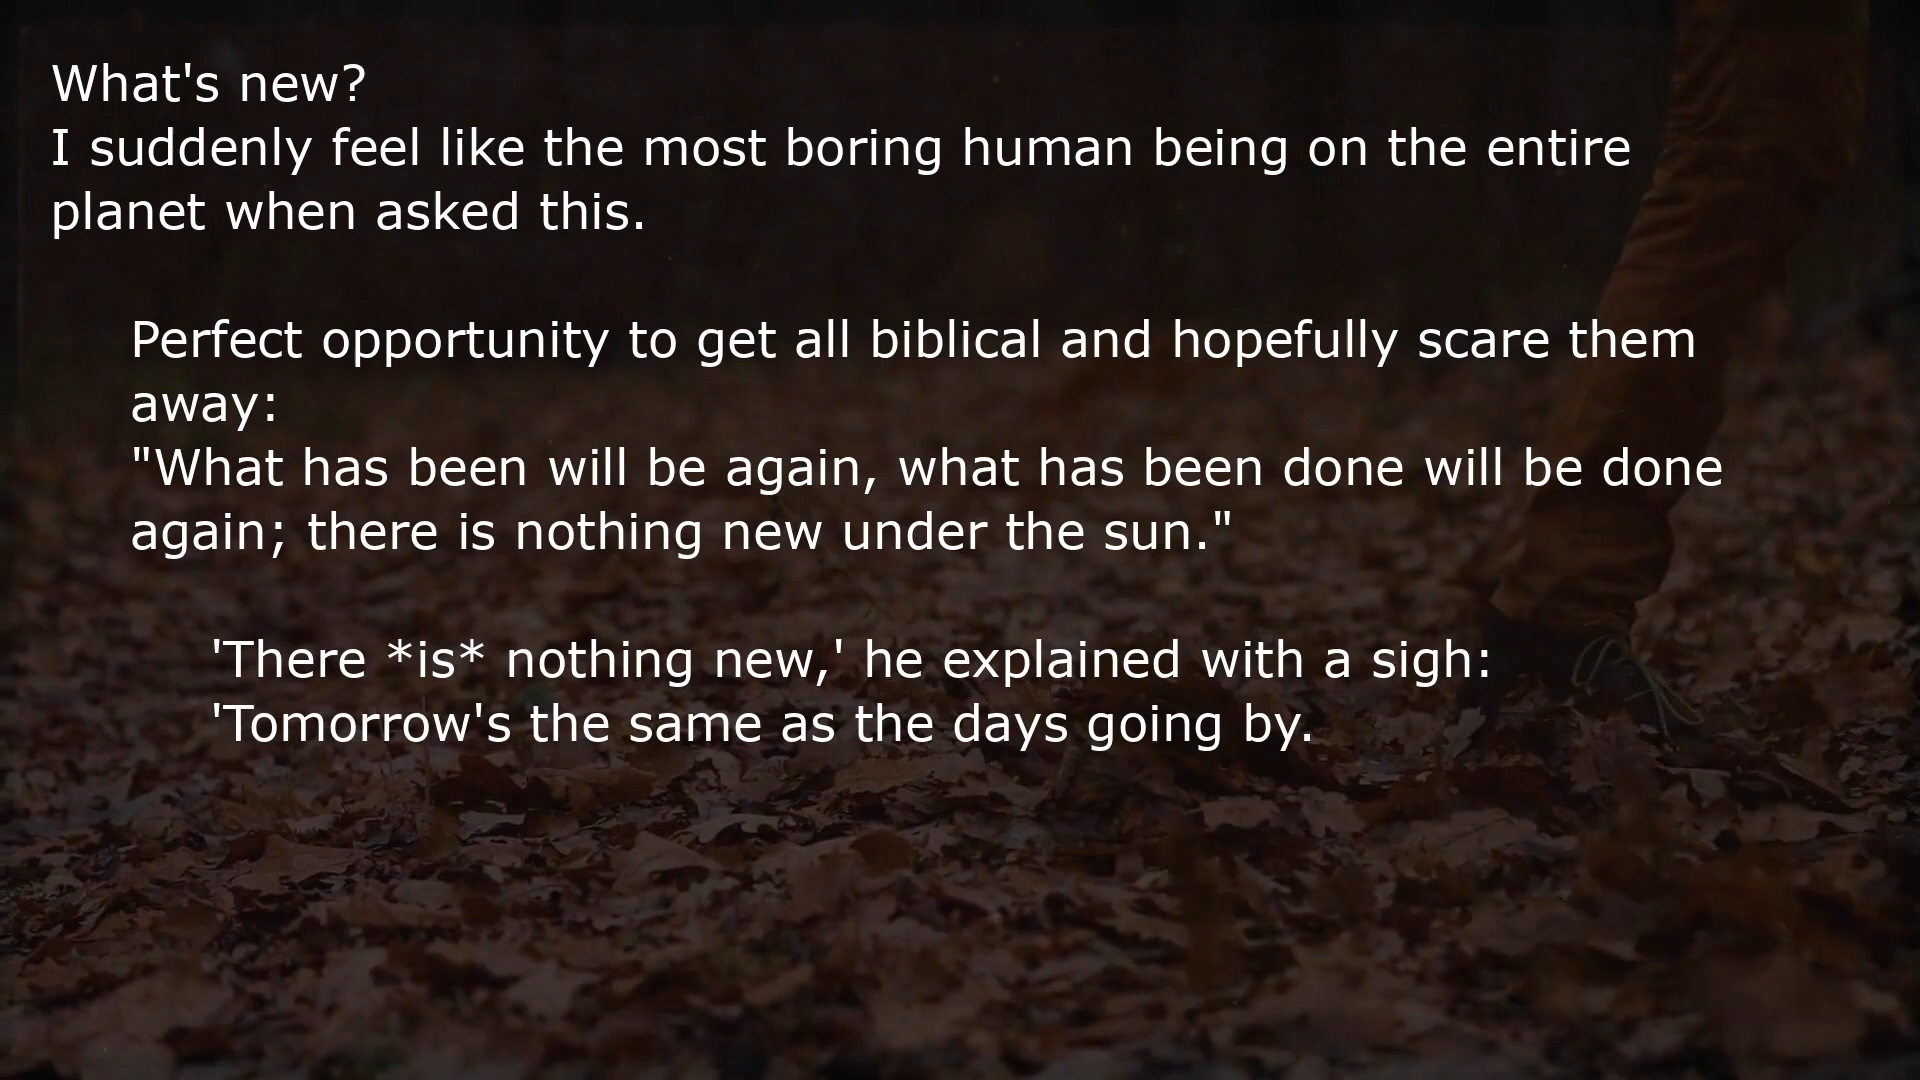 What's new?
I suddenly feel like the most boring human being on the entire
planet when asked this.
Perfect opportunity to get all biblical and hopefully scare them
away:
"What has been will be again, what has been done will be done
again; there is nothing new under the sun."
'There *is* nothing new,' he explained with a sigh:
'Tomorrow's the same as the days going by.